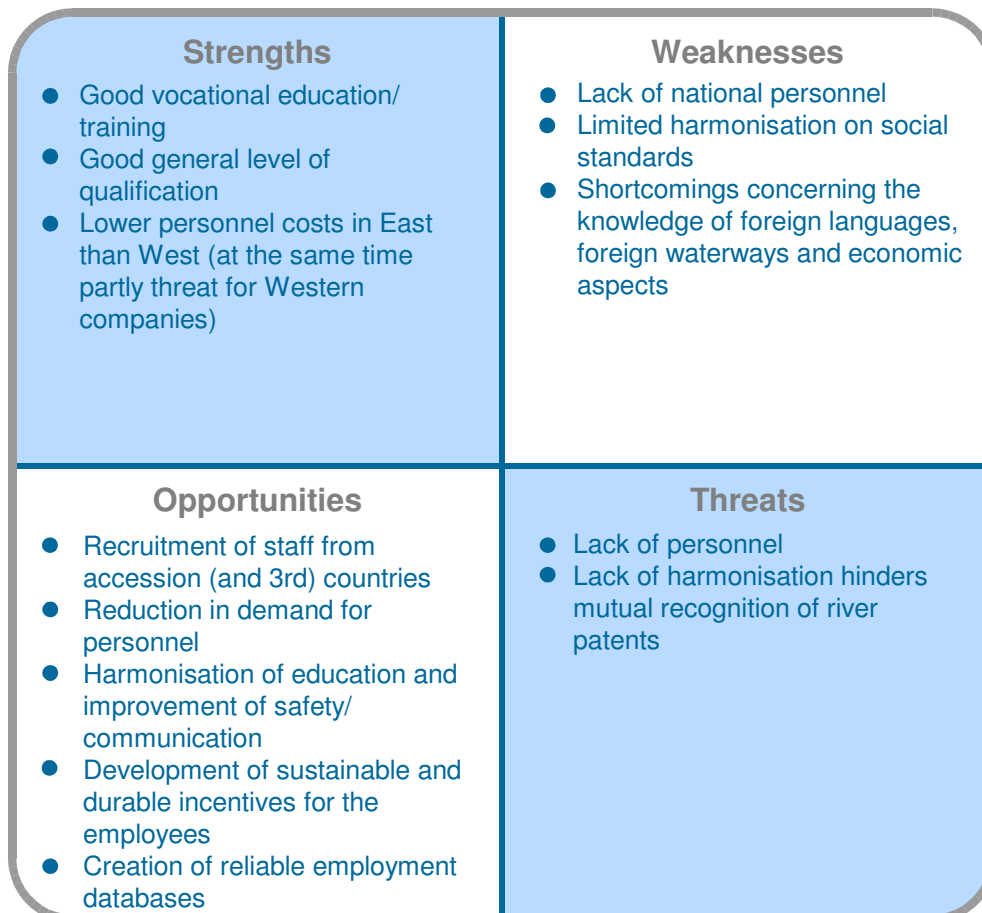 Strengths
● Good vocational education/
training
● Good general level of
qualification
● Lower personnel costs in East
than West (at the same time
partly threat for Western
companies)
Weaknesses
● Lack of national personnel
● Limited harmonisation on social
standards
● Shortcomings concerning the
knowledge of foreign languages,
foreign waterways and economic
aspects
Opportunities
● Recruitment of staff from
accession (and 3rd) countries
● Reduction in demand for
personnel
● Harmonisation of education and
improvement of safety/
communication
● Development of sustainable and
durable incentives for the
employees
● Creation of reliable employment
databases
Threats
● Lack of personnel
● Lack of harmonisation hinders
mutual recognition of river
patents